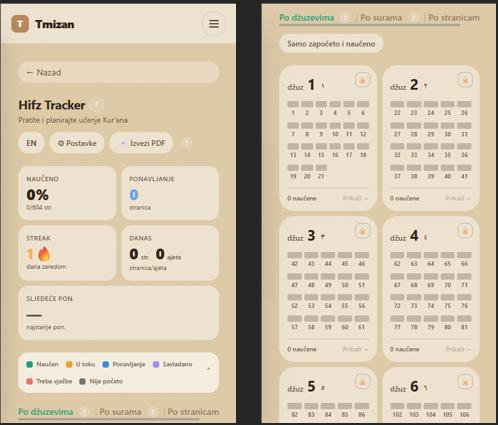 T Tmizan
← Nazad
Hifz Tracker ?
Pratite i planirajte učenje Kur'ana
EN ⚙ Postavke Izvezi PDF ?
NAUČENO
0%
0/604 str.
PONAVLJANJE
0
stranica
STREAK
1 🔥
dana zaredom
DANAS
0 str. 0 ajeta
stranica/ajeta
SLJEDEĆE PON.
—
najstarije pon.
Naučen U toku Ponavljanje Savladano
Treba vježbe Nije početo
Po džuzevima ? | Po surama ? | Po stranicam
Po džuzevima ? | Po surama ? | Po stranicam
Samo započeto i naučeno
džuz 1 ١
1 2 3 4 5 6
7 8 9 10 11 12
13 14 15 16 17 18
19 20 21
0 naučene Prikaži →
džuz 2 ٢
22 23 24 25 26
27 28 29 30 31
32 33 34 35 36
37 38 39 40 41
0 naučene Prikaži →
džuz 3 ٣
42 43 44 45 46
47 48 49 50 51
52 53 54 55 56
57 58 59 60 61
0 naučene Prikaži →
džuz 4 ٤
62 63 64 65 66
67 68 69 70 71
72 73 74 75 76
77 78 79 80 81
0 naučene Prikaži →
džuz 5 ٥
82 83 84 85 86
džuz 6 ٦
102 103 104 105 106